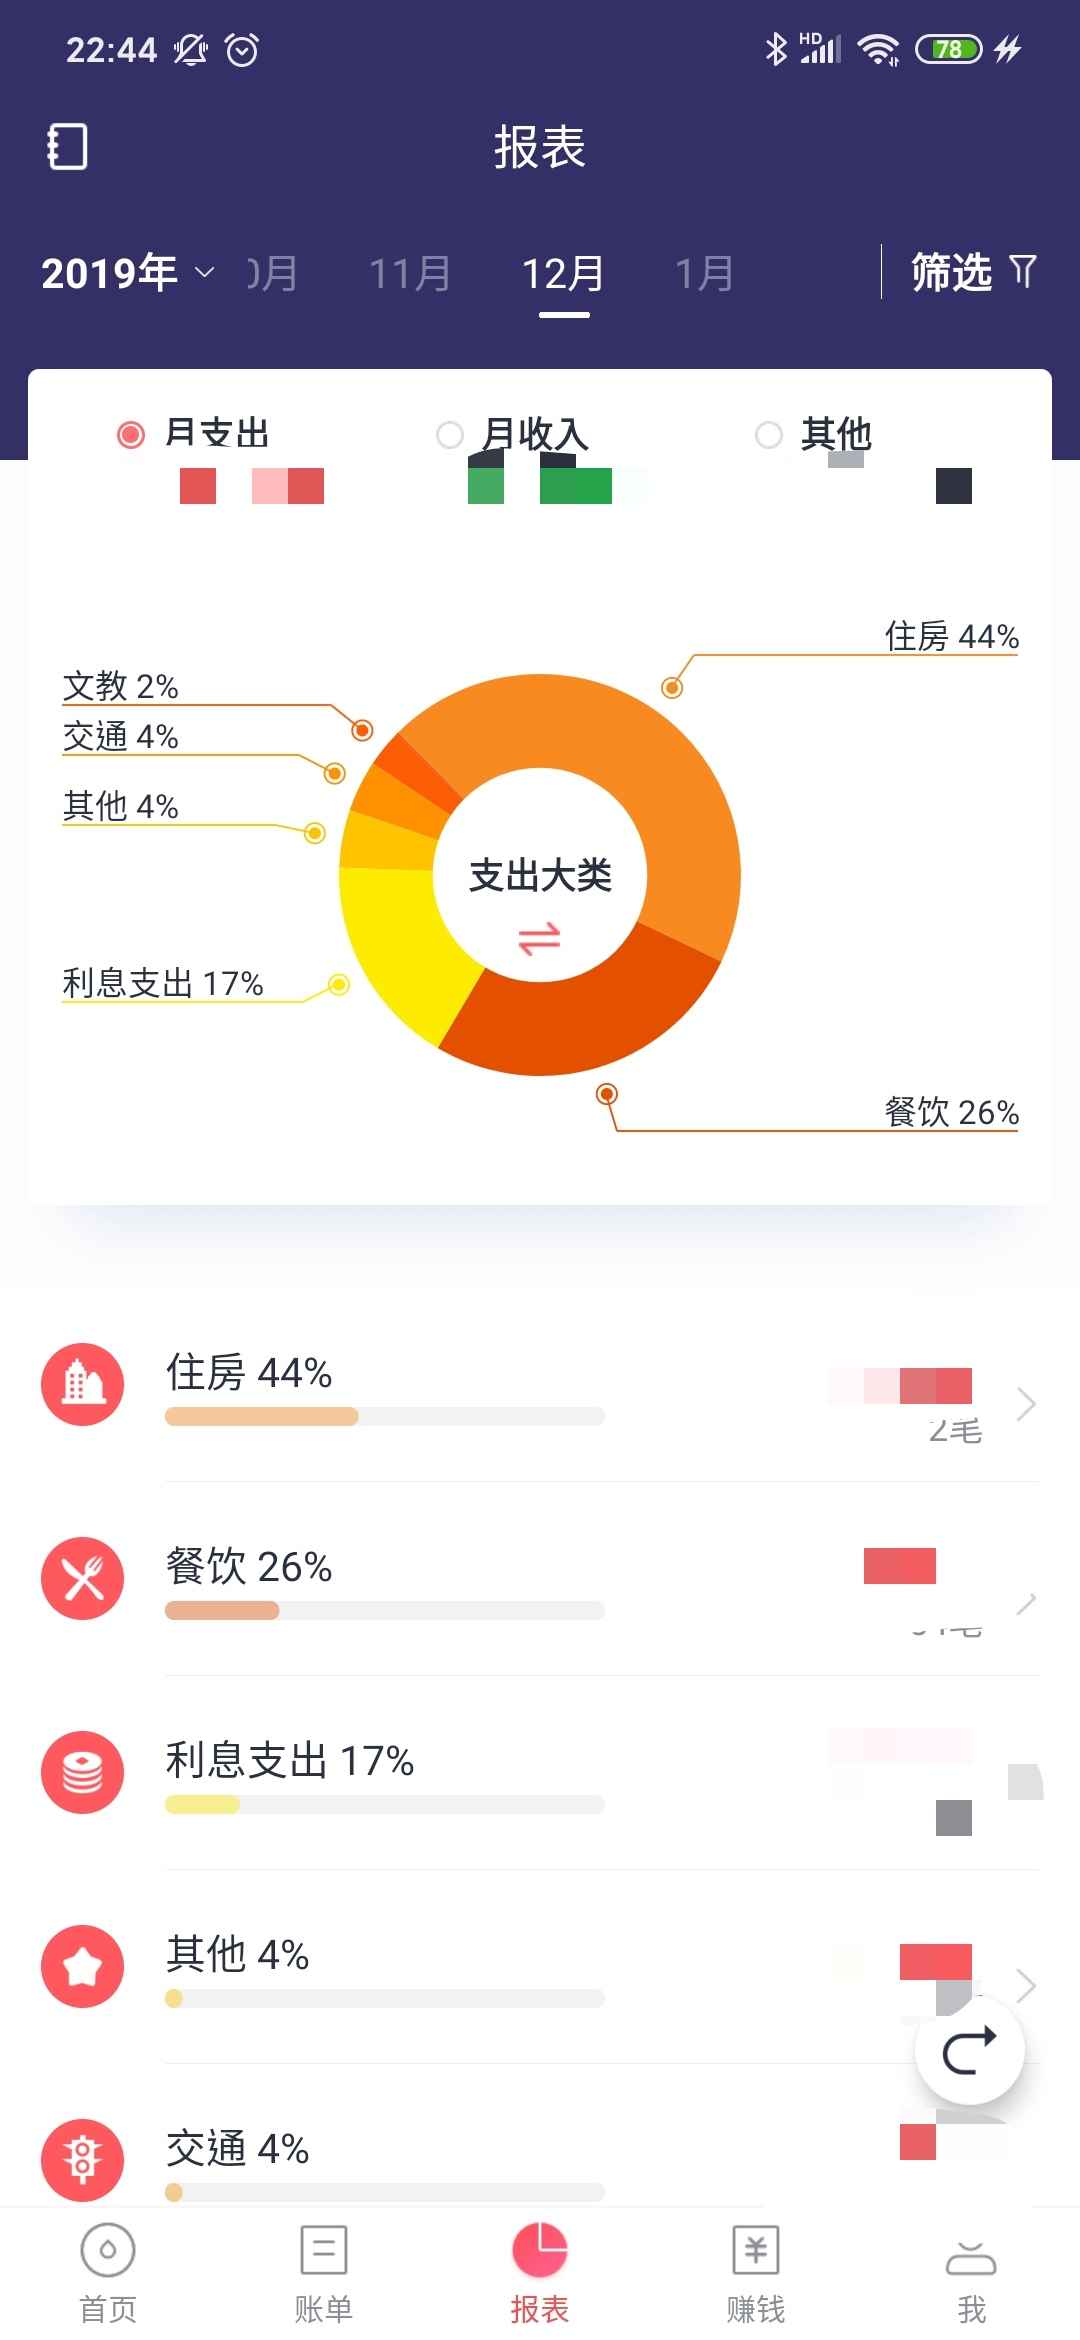 22:44 HD 78
报表
2019年 0月 11月 12月 1月 筛选
月支出 月收入 其他
住房 44%
文教 2%
交通 4%
其他 4%
支出大类
利息支出 17%
餐饮 26%
住房 44%
2笔
餐饮 26%
利息支出 17%
其他 4%
交通 4%
首页 账单 报表 赚钱 我